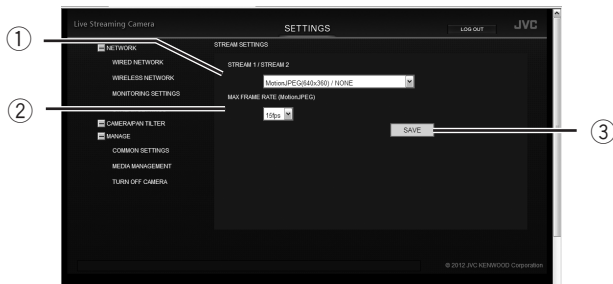 Live Streaming Camera
SETTINGS
LOG OUT
JVC
1
NETWORK
WIRED NETWORK
WIRELESS NETWORK
MONITORING SETTINGS
2
CAMERA/PAN TILTER
MANAGE
COMMON SETTINGS
MEDIA MANAGEMENT
TURN OFF CAMERA
STREAM SETTINGS
STREAM 1 / STREAM 2
MotionJPEG(640x360) / NONE
MAX FRAME RATE (MotionJPEG)
15fps
SAVE
3
© 2012 JVC KENWOOD Corporation